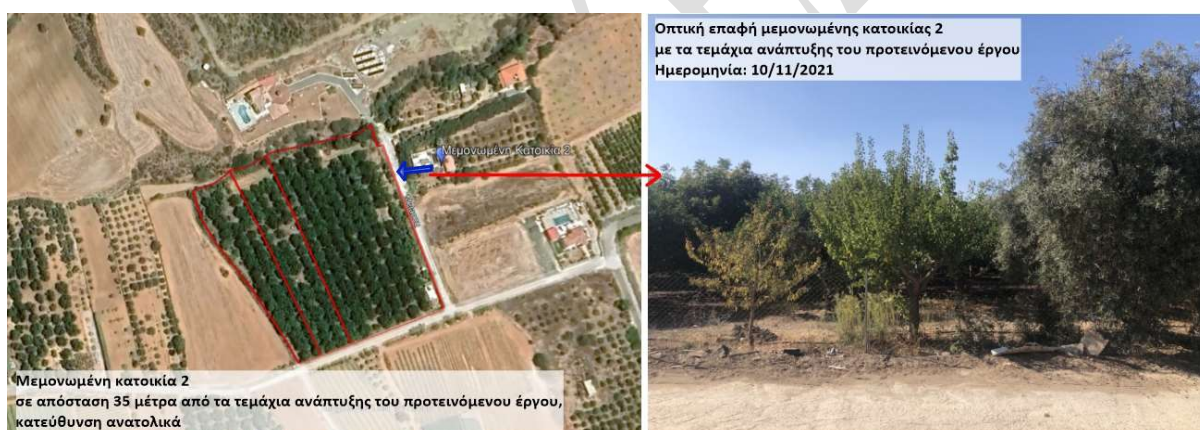 Οπτική επαφή μεμονωμένης κατοικίας 2
με τα τεμάχια ανάπτυξης του προτεινόμενου έργου
Ημερομηνία: 10/11/2021
Μεμονωμένη Κατοικία 2
Μεμονωμένη κατοικία 2
σε απόσταση 35 μέτρα από τα τεμάχια ανάπτυξης του προτεινόμενου έργου,
κατεύθυνση ανατολικά